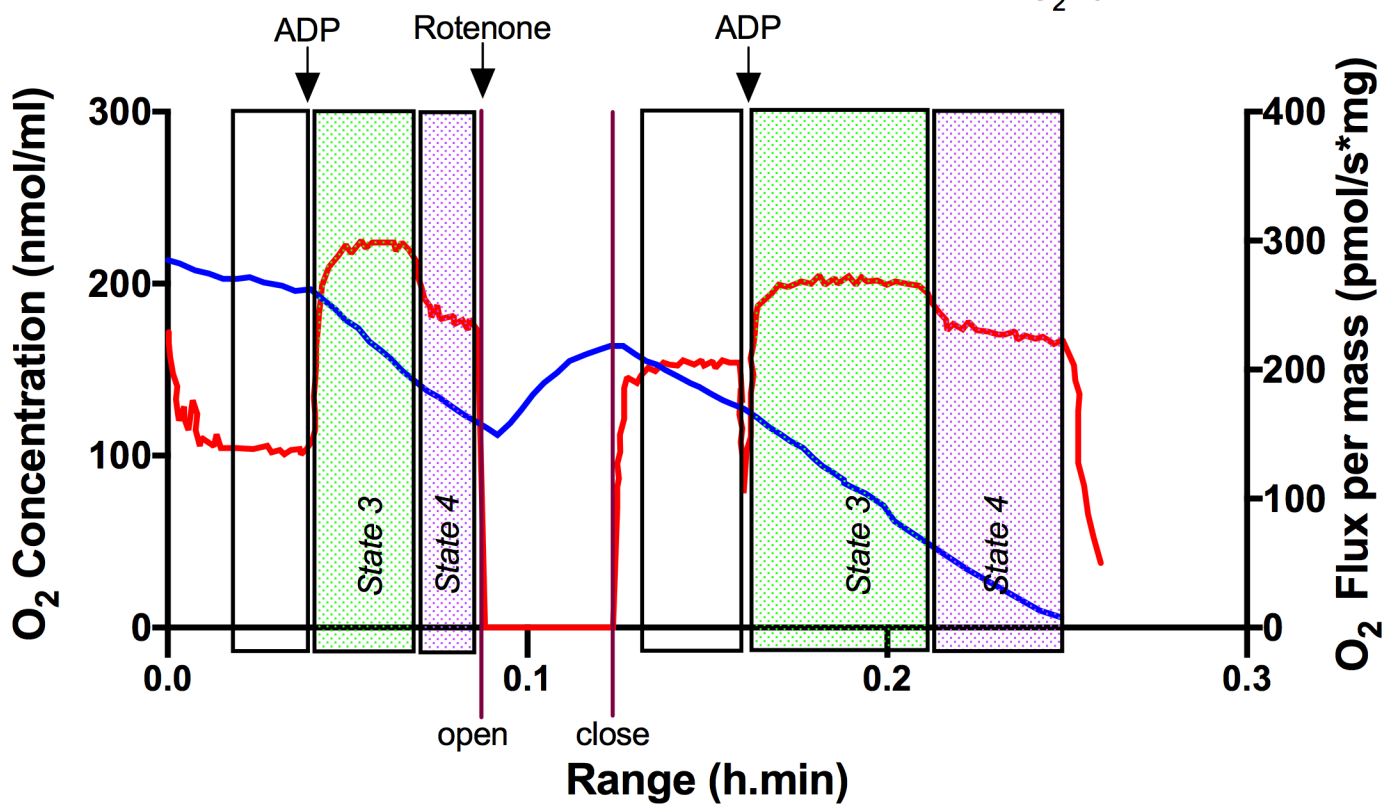 ADP
Rotenone
ADP
O₂ Concentration (nmol/ml)
300
200
100
0
400
300
200
100
0
O₂ Flux per mass (pmol/s*mg)
State 3
State 4
State 3
State 4
0.0
0.1
0.2
0.3
open
close
Range (h.min)